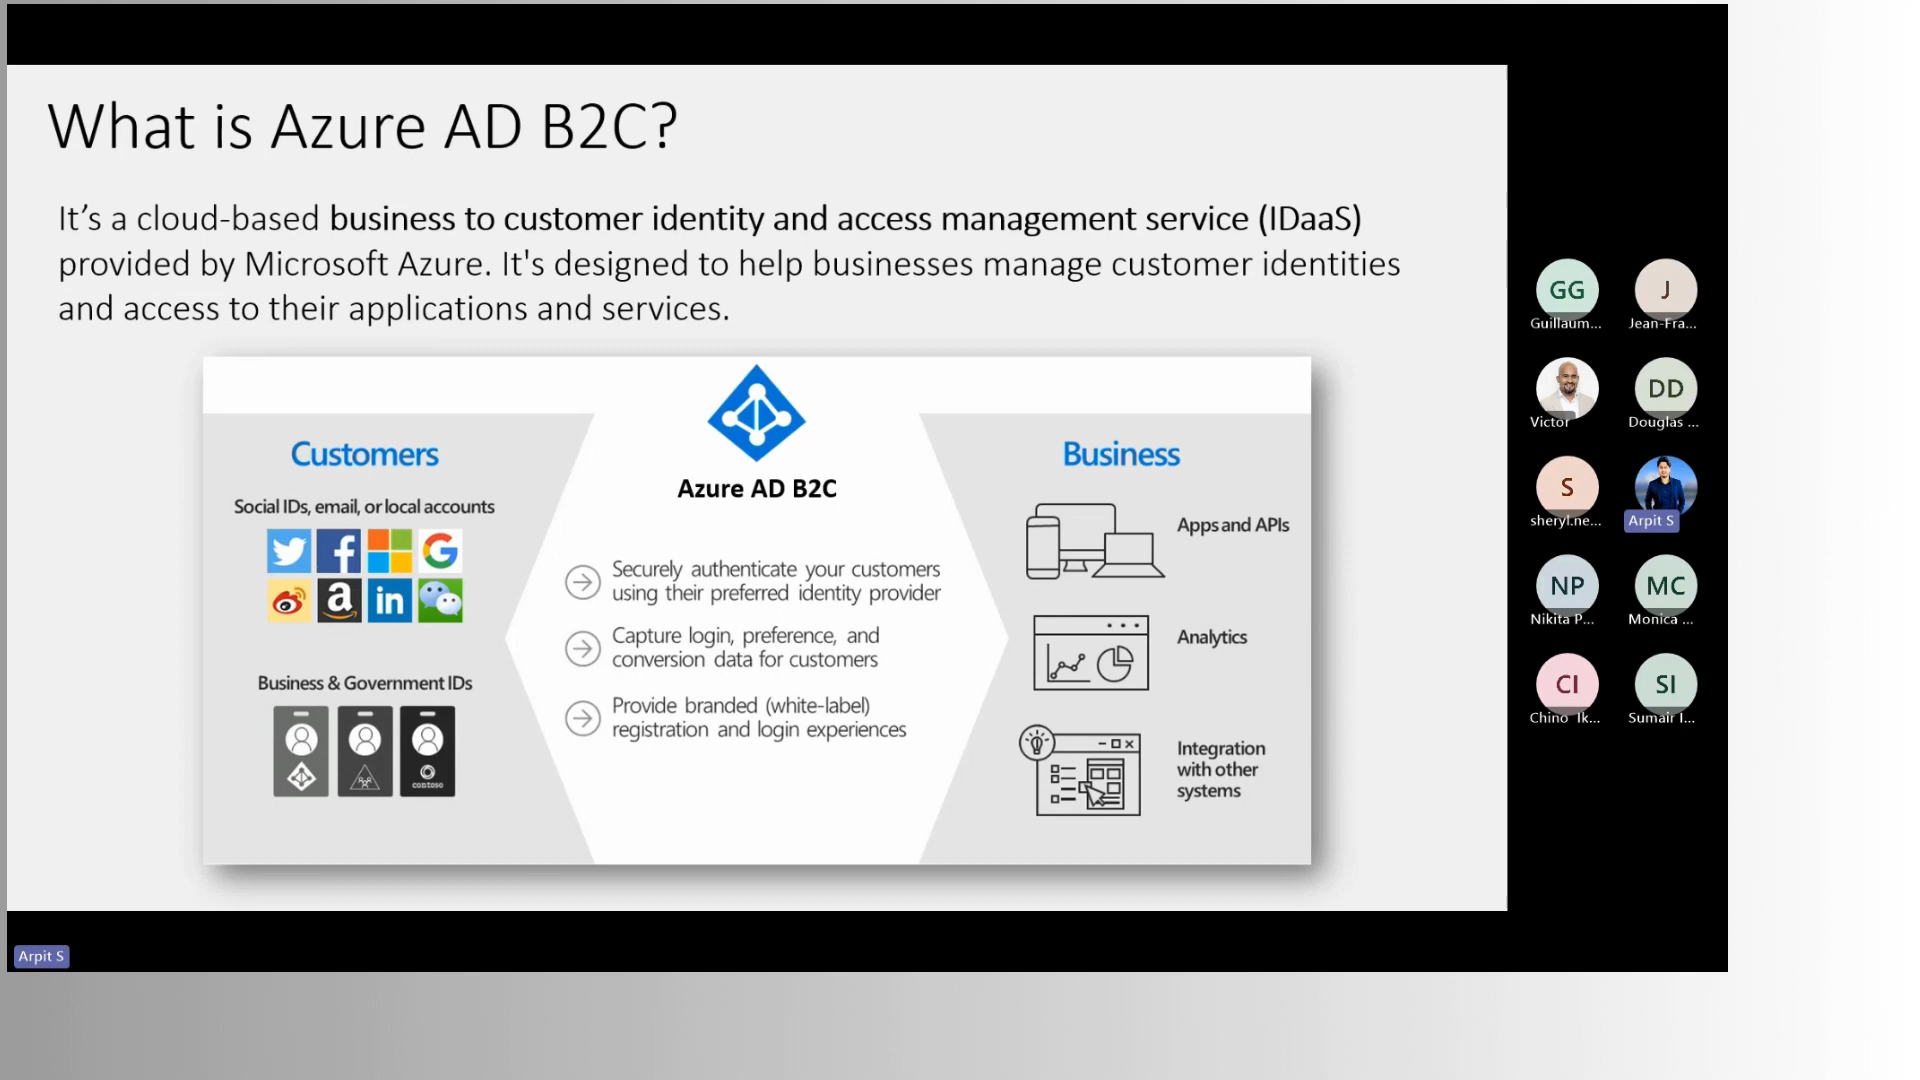 What is Azure AD B2C?
It’s a cloud-based business to customer identity and access management service (IDaaS)
provided by Microsoft Azure. It's designed to help businesses manage customer identities
and access to their applications and services.
Customers
Social IDs, email, or local accounts
a
in
Business & Government IDs
contoso
Azure AD B2C
Securely authenticate your customers
using their preferred identity provider
Capture login, preference, and
conversion data for customers
Provide branded (white-label)
registration and login experiences
Business
Apps and APIs
Analytics
Integration
with other
systems
GG
Guillaum...
J
Jean-Fra...
Victor
DD
Douglas ...
S
sheryl.ne...
Arpit S
NP
Nikita P...
MC
Monica ...
CI
Chino Ik...
SI
Sumair I...
Arpit S